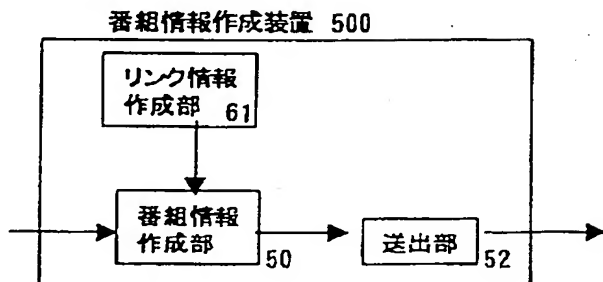 番組情報作成装置 500
リンク情報
作成部 61
番組情報
作成部 50
送出部 52